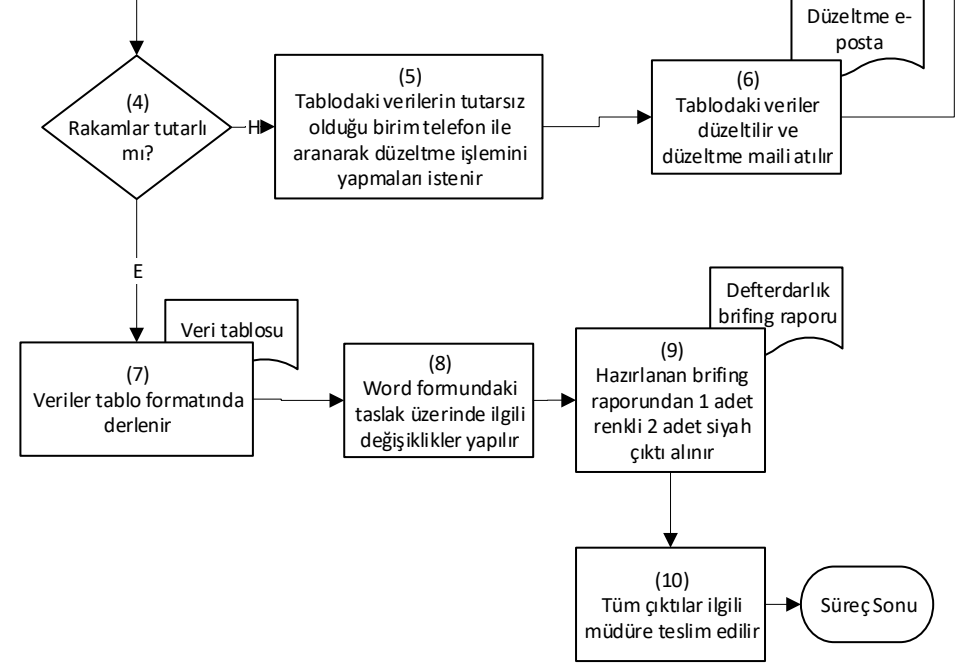 Düzeltme e-
posta
(4)
Rakamlar tutarlı
mı?
H
(5)
Tablodaki verilerin tutarsız
olduğu birim telefon ile
aranarak düzeltme işlemini
yapmaları istenir
(6)
Tablodaki veriler
düzeltilir ve
düzeltme maili atılır
E
Veri tablosu
(7)
Veriler tablo formatında
derlenir
(8)
Word formundaki
taslak üzerinde ilgili
değişiklikler yapılır
Defterdarlık
brifing raporu
(9)
Hazırlanan brifing
raporundan 1 adet
renkli 2 adet siyah
çıktı alınır
(10)
Tüm çıktılar ilgili
müdüre teslim edilir
Süreç Sonu